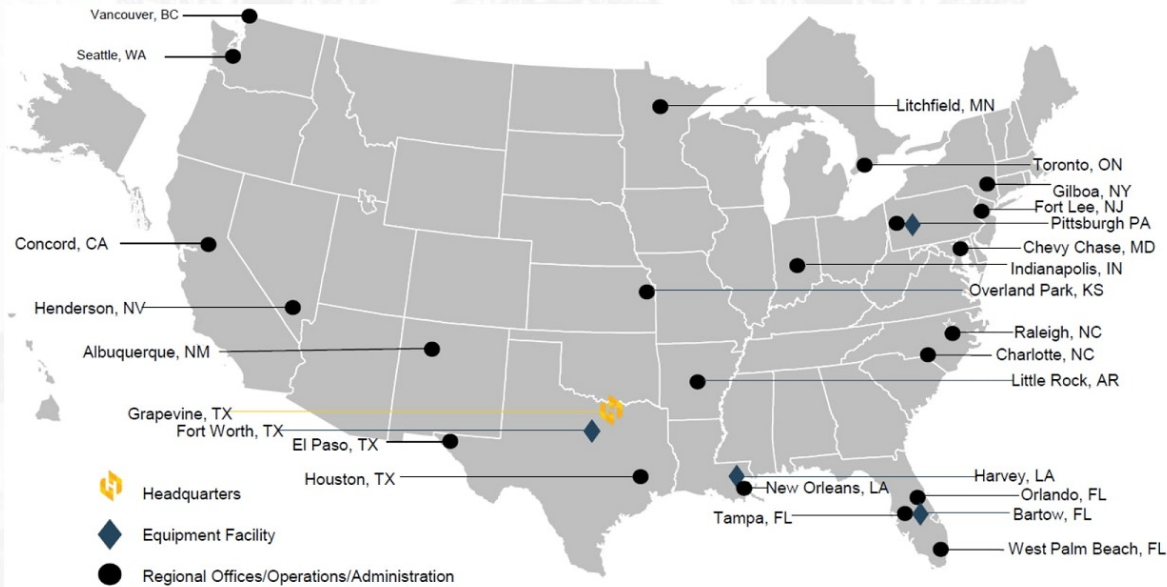 Vancouver, BC
Seattle, WA
Litchfield, MN
Toronto, ON
Gilboa, NY
Fort Lee, NJ
Pittsburgh PA
Concord, CA
Chevy Chase, MD
Indianapolis, IN
Overland Park, KS
Henderson, NV
Raleigh, NC
Albuquerque, NM
Charlotte, NC
Little Rock, AR
Grapevine, TX
Fort Worth, TX
El Paso, TX
Houston, TX
Harvey, LA
New Orleans, LA
Orlando, FL
Tampa, FL
Bartow, FL
West Palm Beach, FL
Headquarters
Equipment Facility
Regional Offices/Operations/Administration